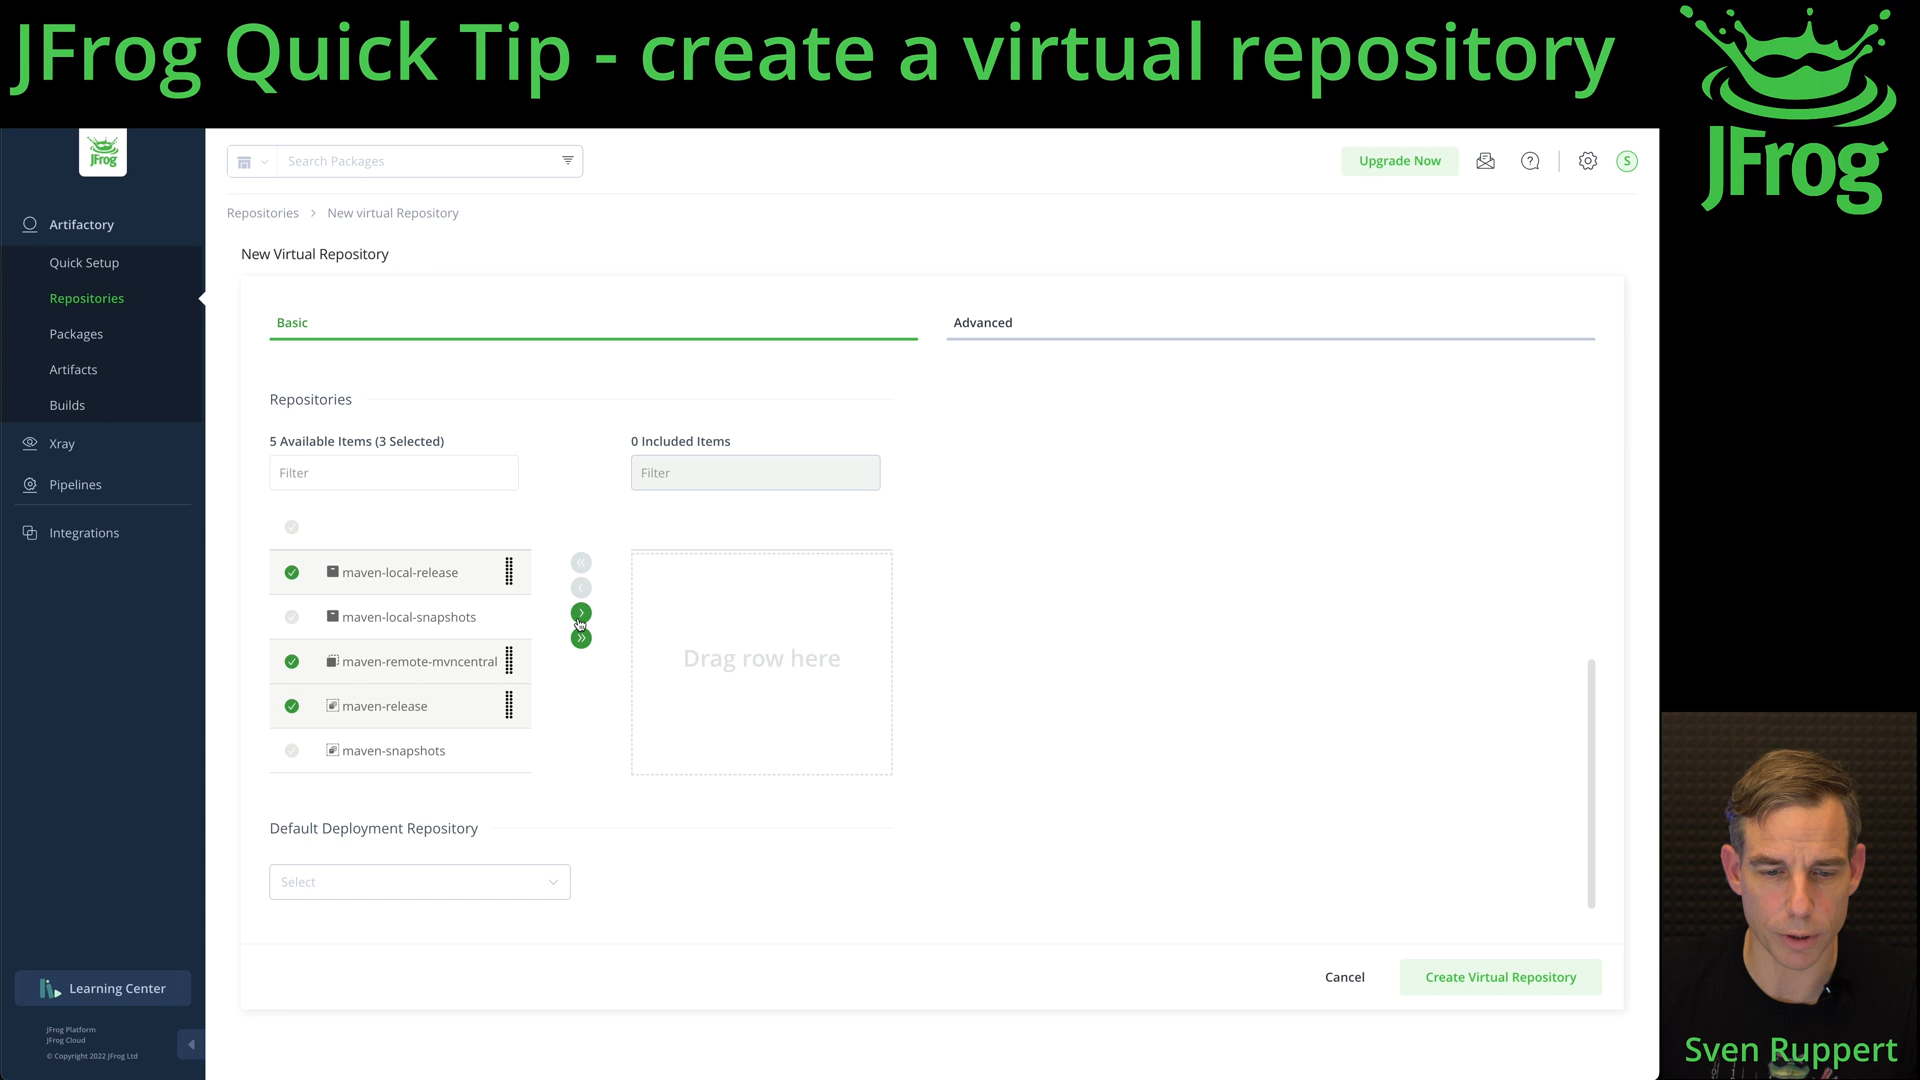 JFrog Quick Tip - create a virtual repository
JFrog
JFrog
Search Packages
Upgrade Now
?
S
Artifactory
Quick Setup
Repositories
Packages
Artifacts
Builds
Xray
Pipelines
Integrations
Repositories > New virtual Repository
New Virtual Repository
Basic
Advanced
Repositories
5 Available Items (3 Selected)
0 Included Items
Filter
Filter
maven-local-release
maven-local-snapshots
maven-remote-mvncentral
maven-release
maven-snapshots
Drag row here
Default Deployment Repository
Select
Cancel
Create Virtual Repository
Learning Center
JFrog Platform
JFrog Cloud
© Copyright 2022 JFrog Ltd
Sven Ruppert